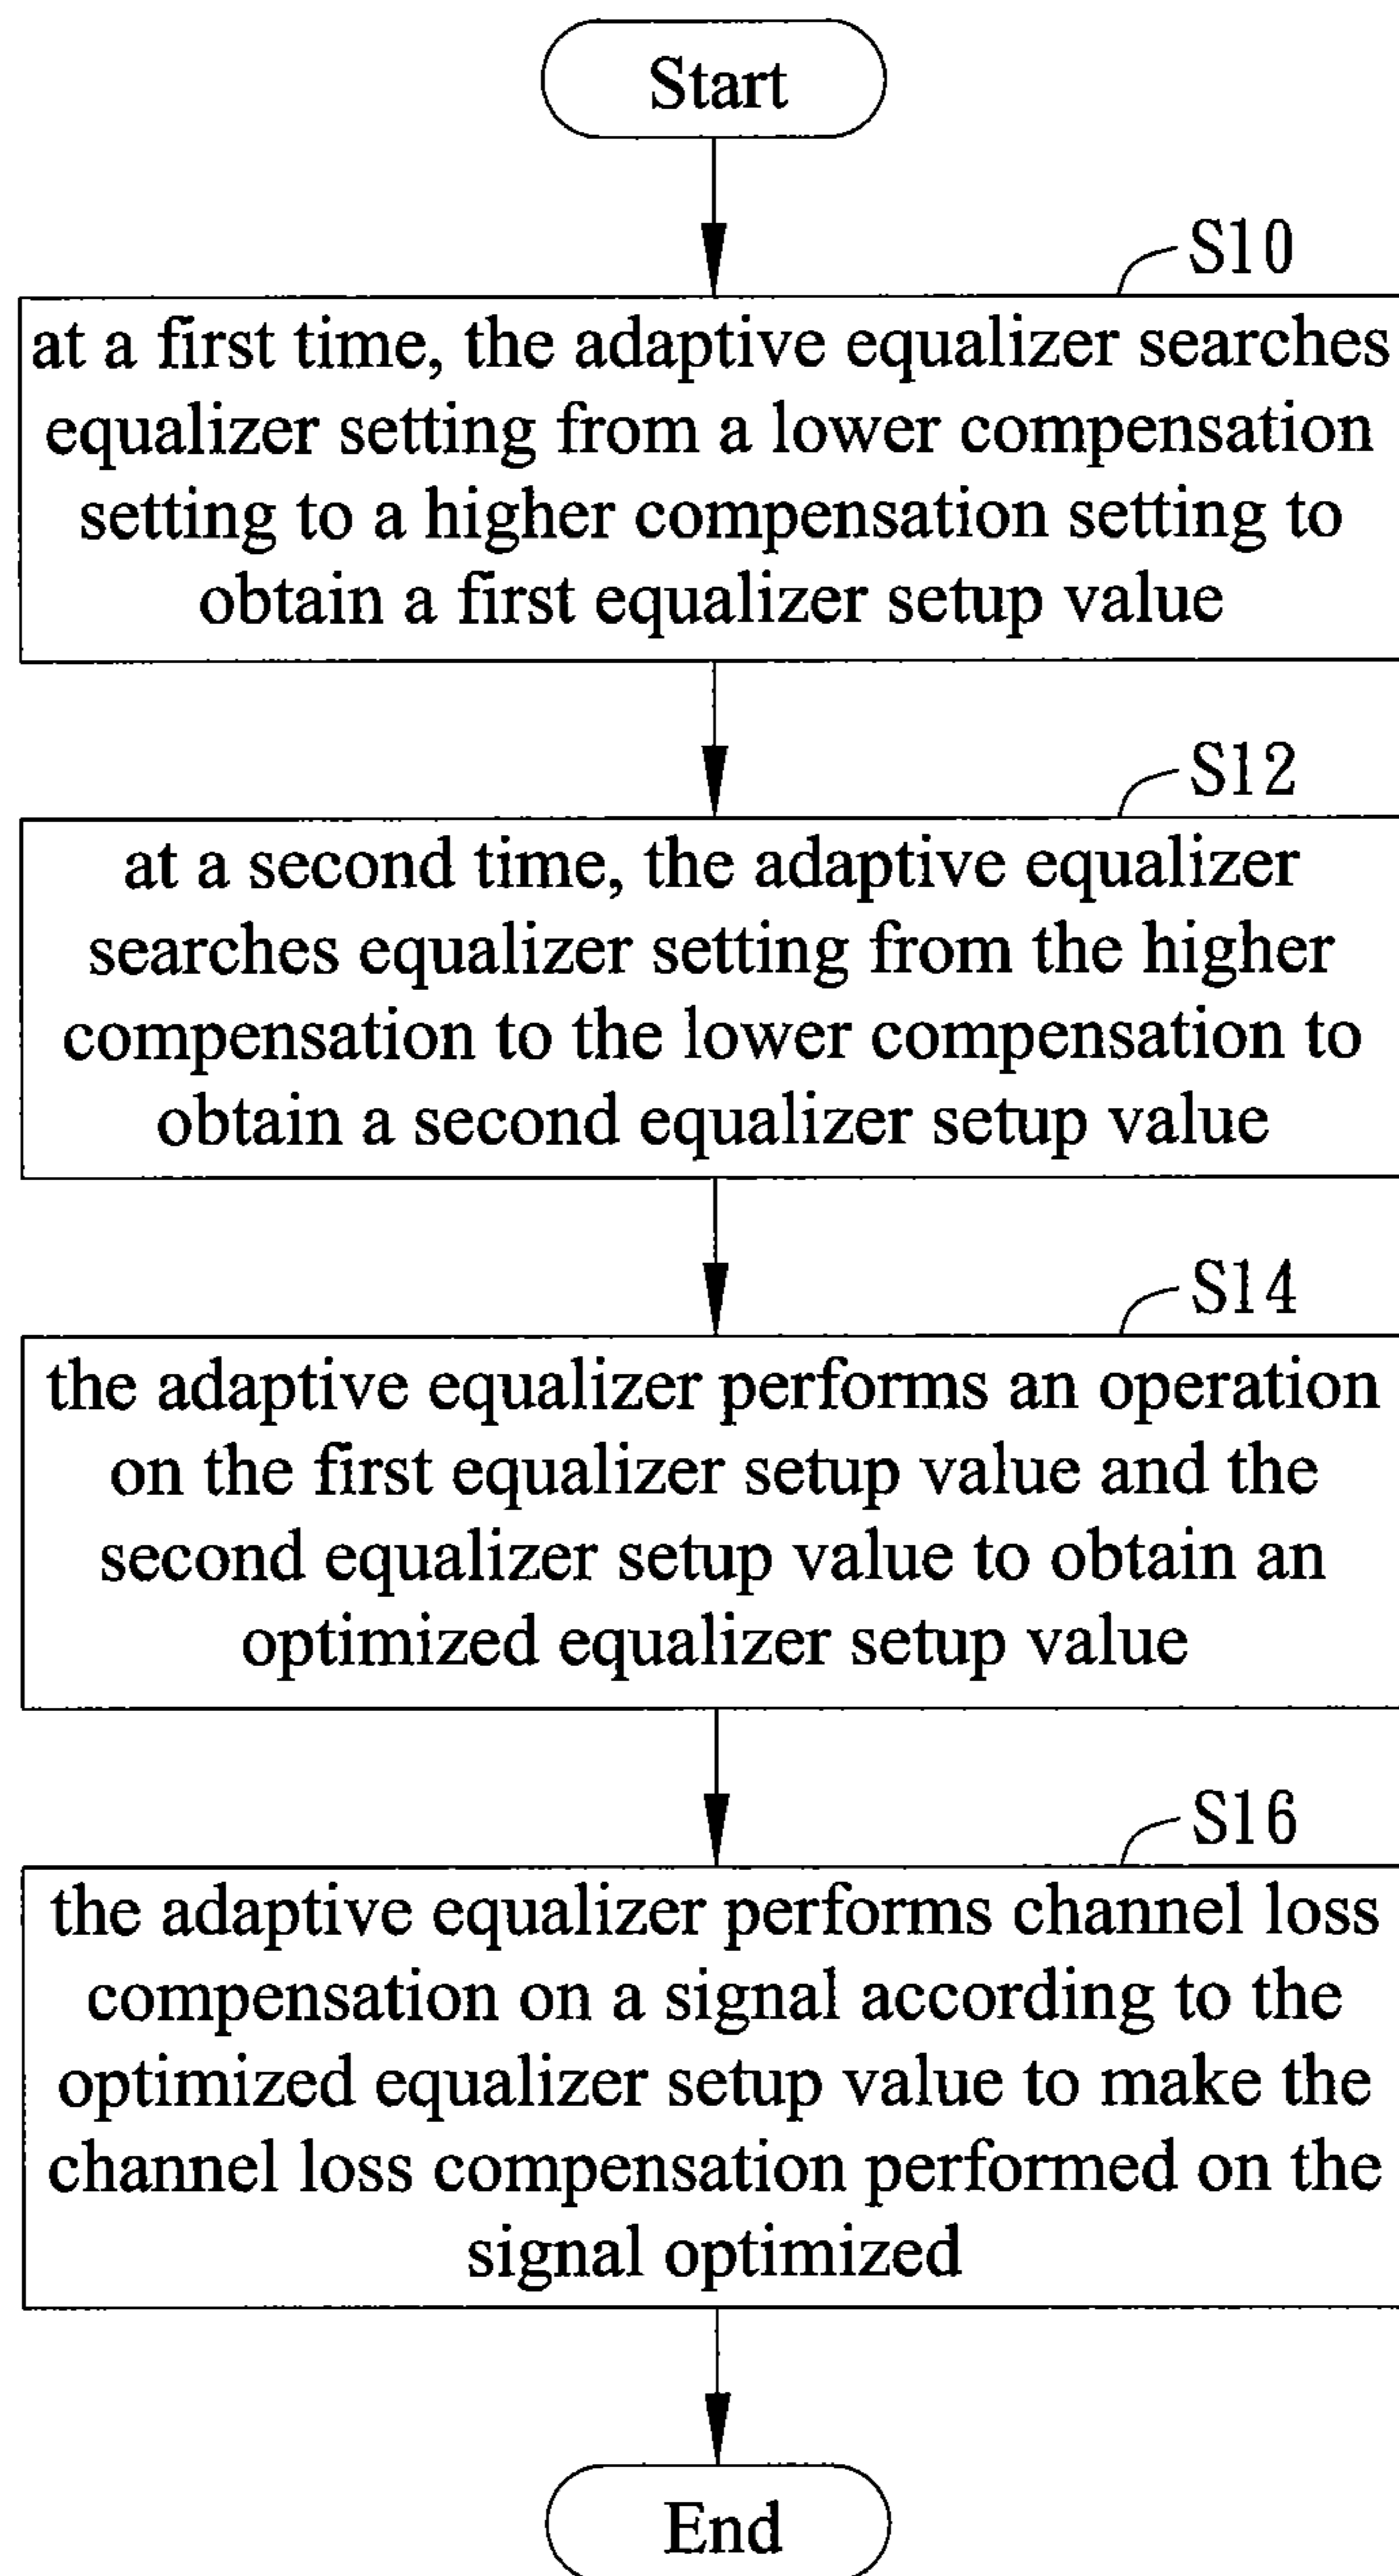 Start
S10
at a first time, the adaptive equalizer searches
equalizer setting from a lower compensation
setting to a higher compensation setting to
obtain a first equalizer setup value
S12
at a second time, the adaptive equalizer
searches equalizer setting from the higher
compensation to the lower compensation to
obtain a second equalizer setup value
S14
the adaptive equalizer performs an operation
on the first equalizer setup value and the
second equalizer setup value to obtain an
optimized equalizer setup value
S16
the adaptive equalizer performs channel loss
compensation on a signal according to the
optimized equalizer setup value to make the
channel loss compensation performed on the
signal optimized
End